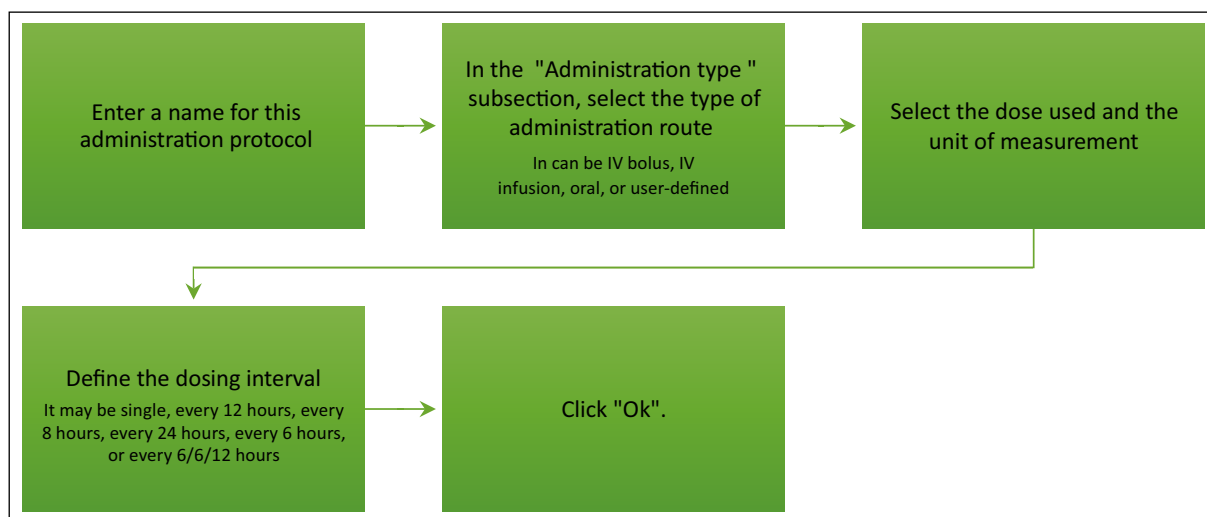 Enter a name for this
administration protocol
In the "Administration type "
subsection, select the type of
administration route
In can be IV bolus, IV
infusion, oral, or user-defined
Select the dose used and the
unit of measurement
Define the dosing interval
It may be single, every 12 hours, every
8 hours, every 24 hours, every 6 hours,
or every 6/6/12 hours
Click "Ok".